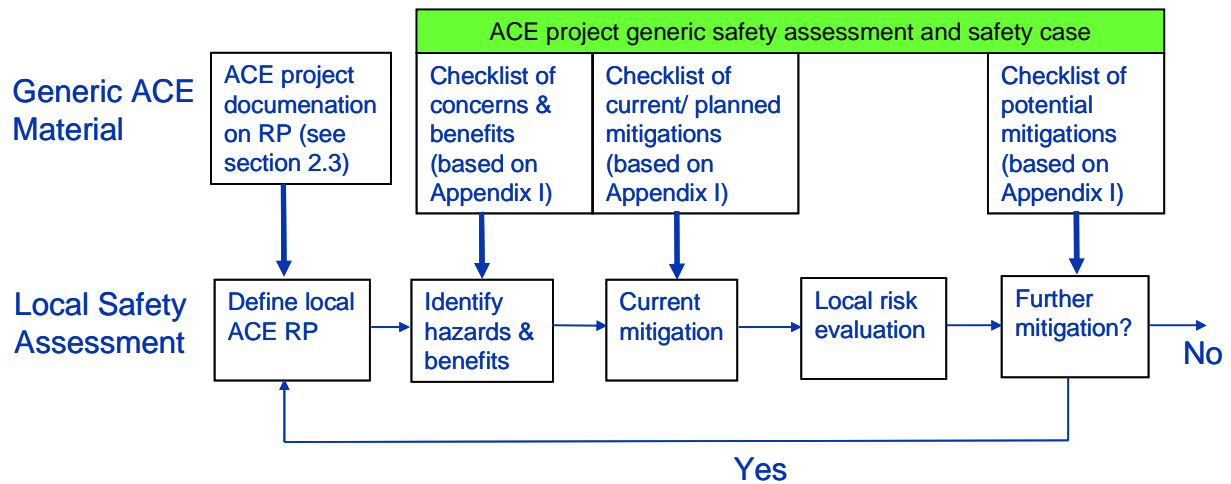 ACE project generic safety assessment and safety case
Generic ACE
Material
ACE project
documenation
on RP (see
section 2.3)
Checklist of
concerns &
benefits
(based on
Appendix I)
Checklist of
current/ planned
mitigations
(based on
Appendix I)
Checklist of
potential
mitigations
(based on
Appendix I)
Local Safety
Assessment
Define local
ACE RP
Identify
hazards &
benefits
Current
mitigation
Local risk
evaluation
Further
mitigation?
No
Yes